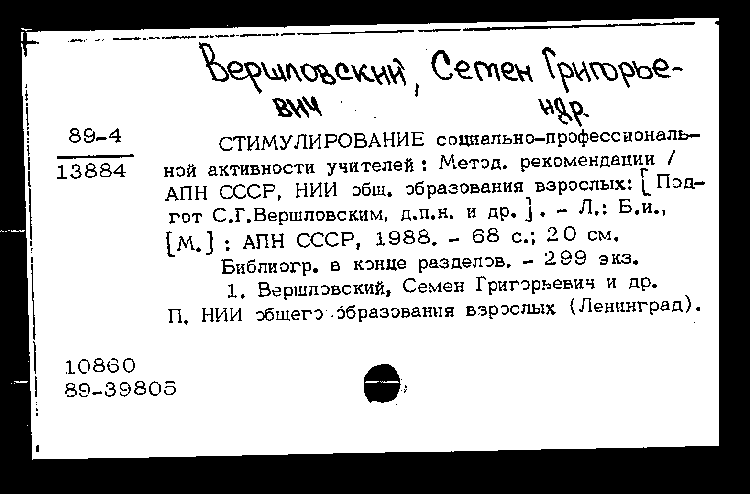 Вершловский, Семен Григорье-
вич
ндр.
89-4
13884
СТИМУЛИРОВАНИЕ социально-профессиональ-
ной активности учителей : Метод. рекомендации /
АПН СССР, НИИ общ. образования взрослых: [ Под-
гот С.Г.Вершловским, д.п.н. и др. ] . - Л.: Б.и.,
[М.] : АПН СССР, 1988. - 68 с.; 20 см.
Библиогр. в конце разделов. - 299 экз.
1. Вершловский, Семен Григорьевич и др.
П. НИИ общего образования взрослых (Ленинград).
10860
89-39805